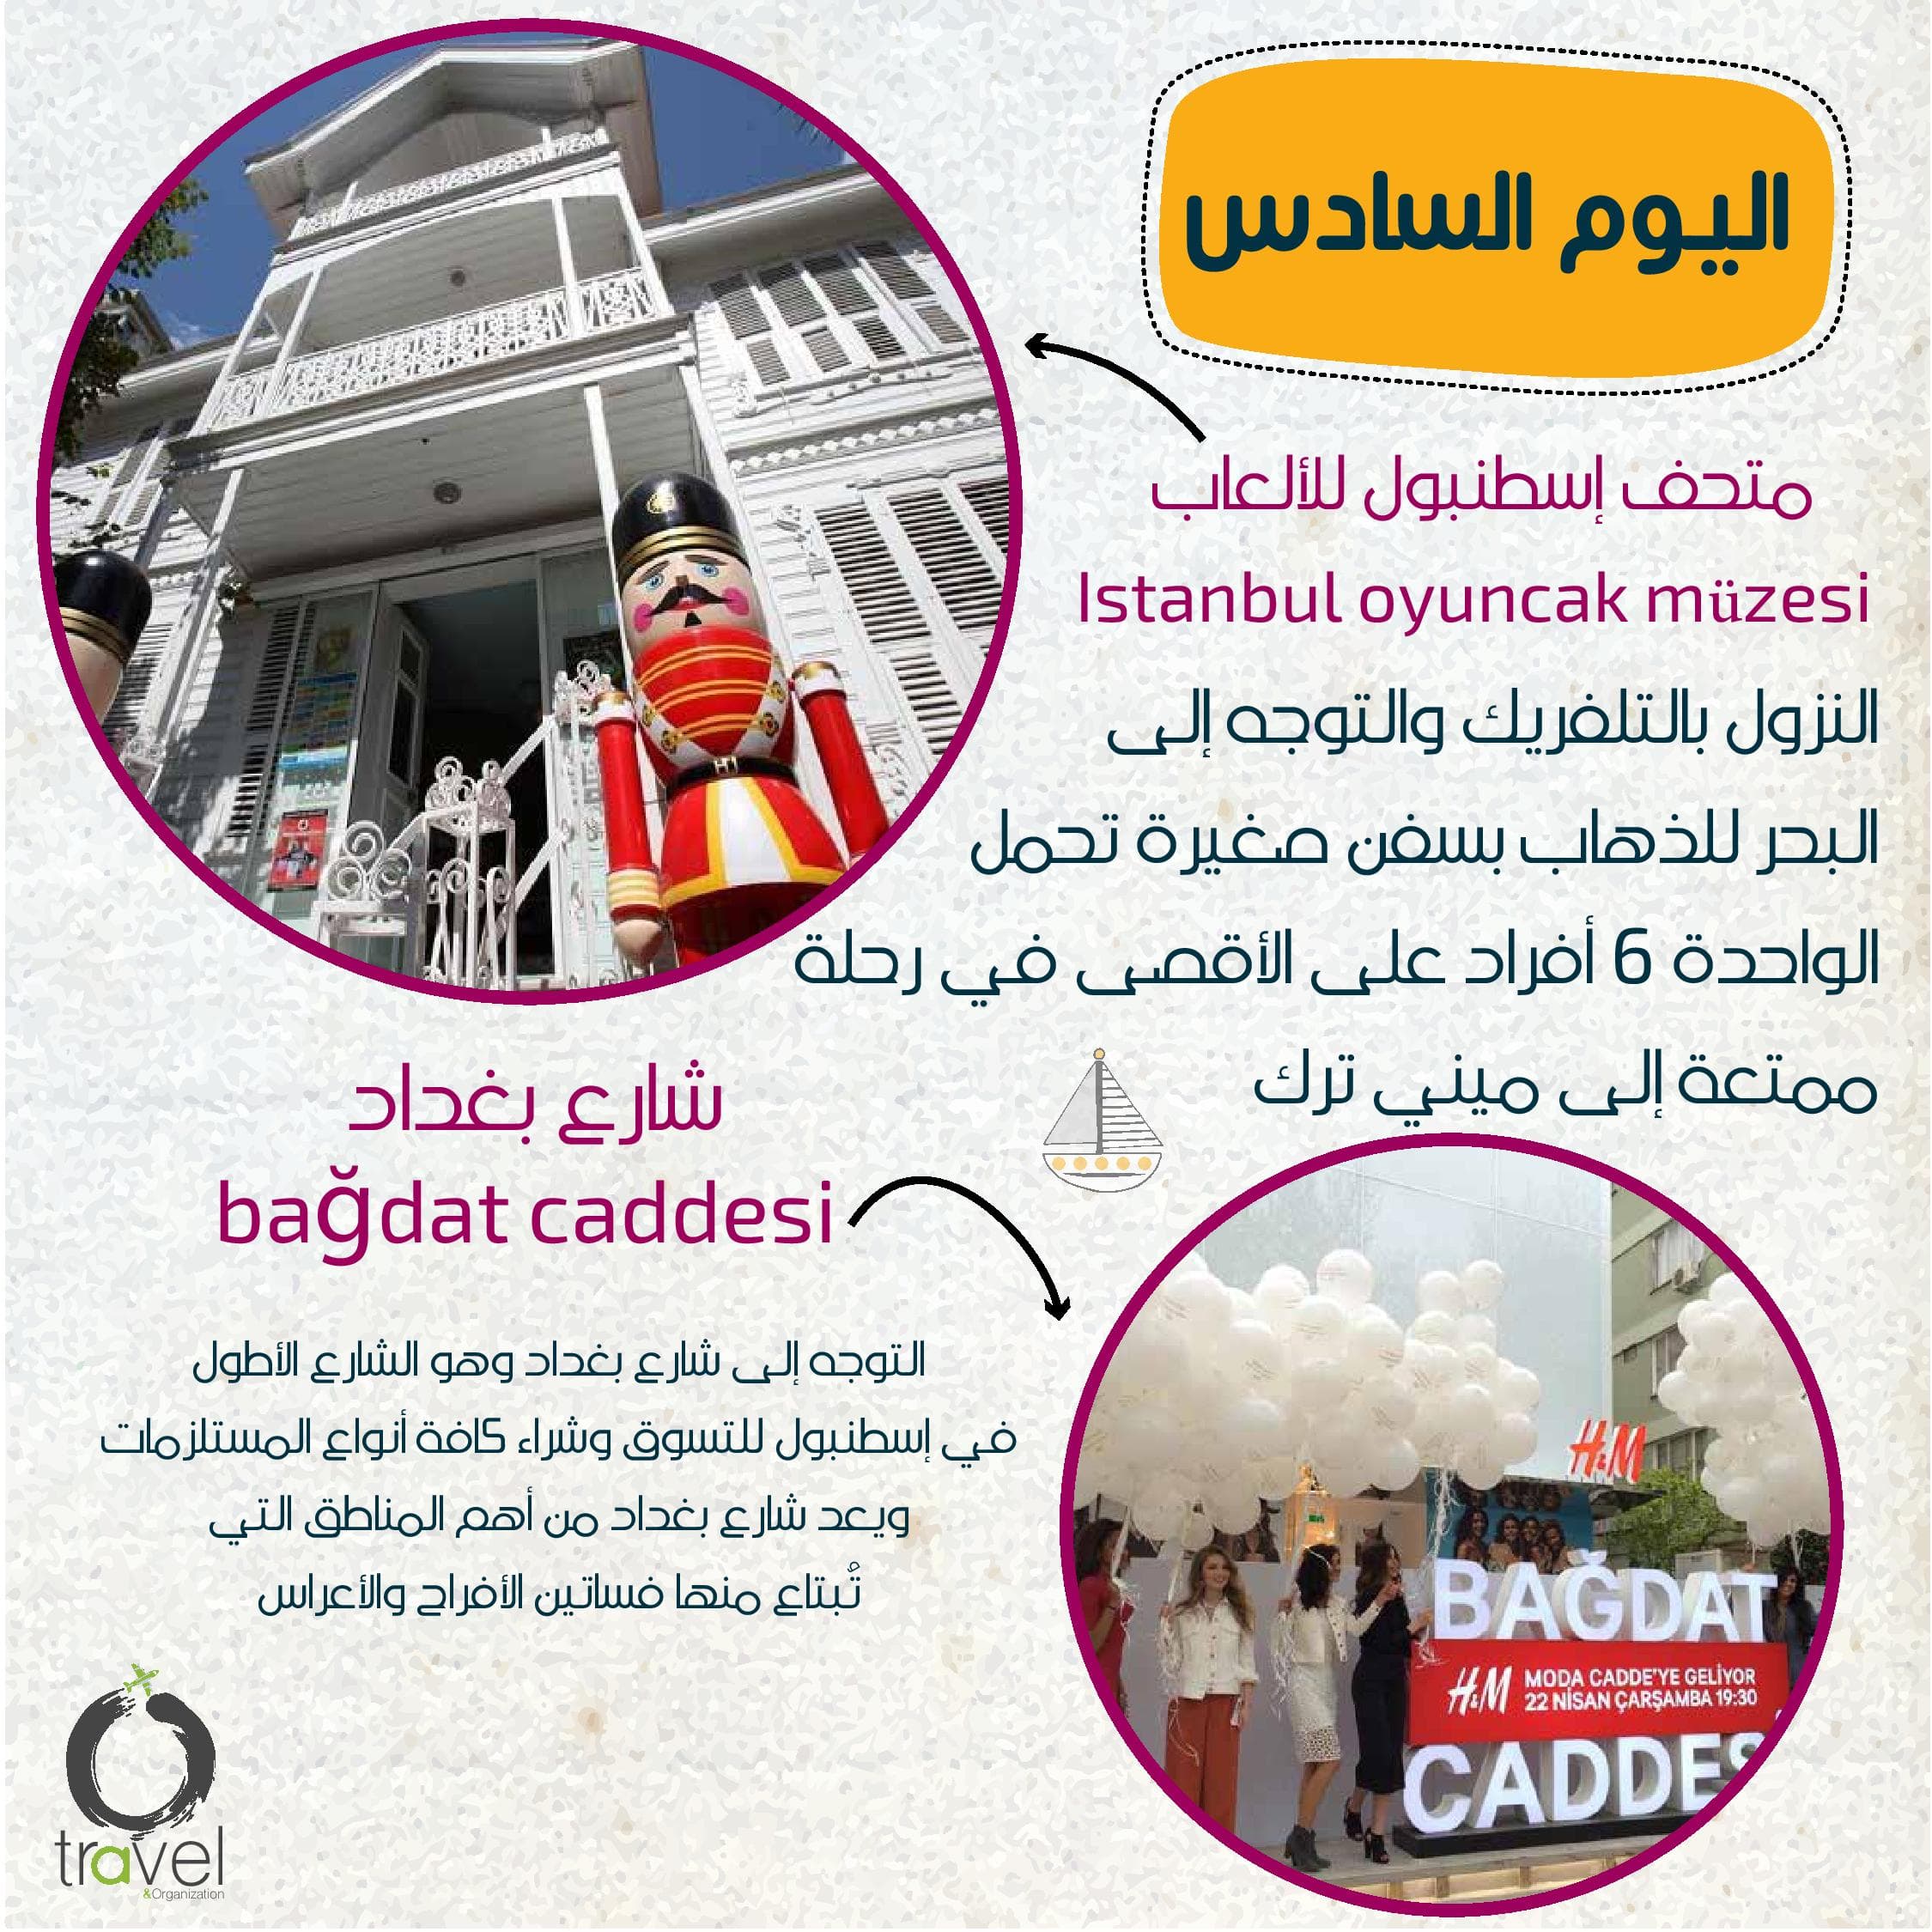 اليوم السادس
متحف إسطنبول للألعاب
Istanbul oyuncak müzesi
النزول بالتلفريك والتوجه إلى
البحر للذهاب بسفن صغيرة تحمل
الواحدة 6 أفراد على الأقصى في رحلة
ممتعة إلى ميني ترك
شارع بغداد
bağdat caddesi
التوجه إلى شارع بغداد وهو الشارع الأطول
في إسطنبول للتسوق وشراء كافة أنواع المستلزمات
ويعد شارع بغداد من أهم المناطق التي
تُبتاع منها فساتين الأفراح والأعراس
H&M
BAĞDAT
H&M MODA CADDE'YE GELİYOR
22 NİSAN ÇARŞAMBA 19:30
CADDES
travel
&Organization